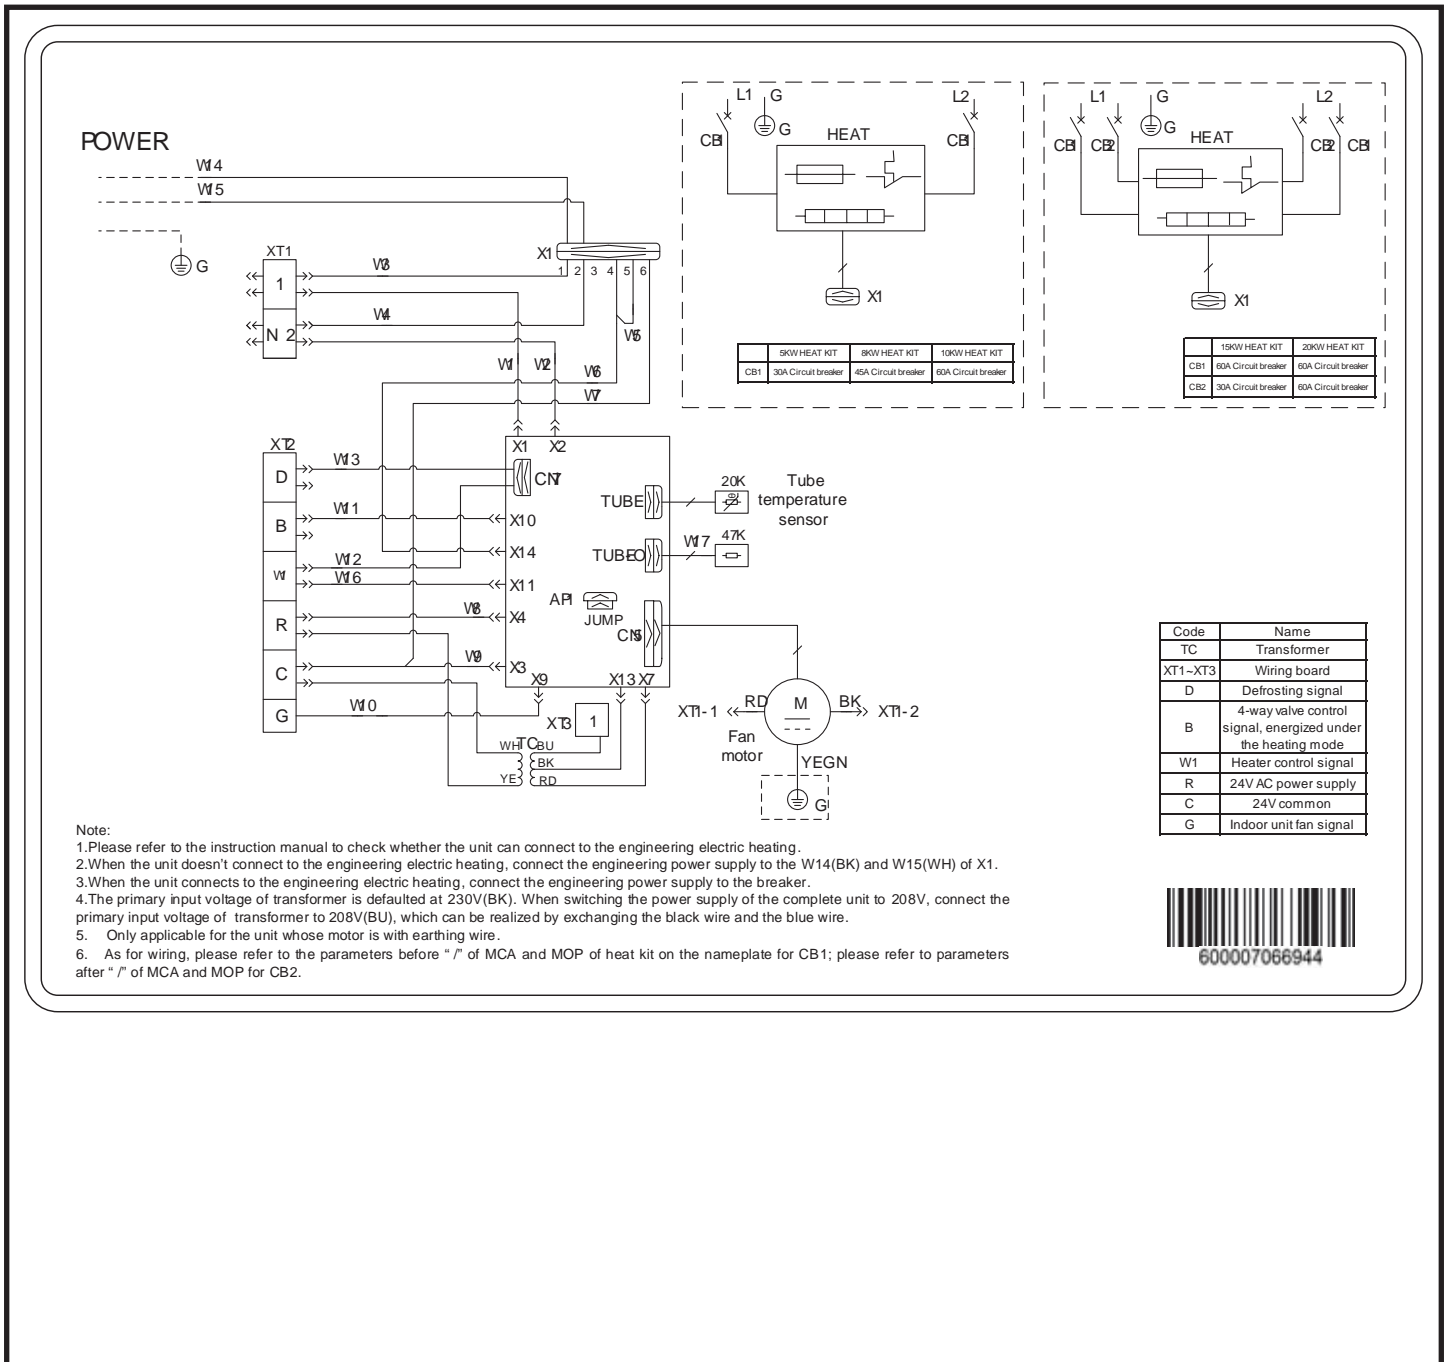 POWER
W14
W15
G
XT1
1
N 2
W3
W4
X1
1 2 3 4 5 6
W5
W1 W2
W6
W7
L1 G L2
G
CB1 HEAT CB1
X1
5KW HEAT KIT 8KW HEAT KIT 10KW HEAT KIT
CB1 30A Circuit breaker 45A Circuit breaker 60A Circuit breaker
L1 G L2
G
CB1 CB2 HEAT CB2 CB1
X1
15KW HEAT KIT 20KW HEAT KIT
CB1 60A Circuit breaker 60A Circuit breaker
CB2 30A Circuit breaker 60A Circuit breaker
XT2
D
B
W1
R
C
G
W13
W11
W12
W16
W8
W9
W10
X1 X2
CN7
X10
X14
X11
X4
X3
X9 X13 X7
TUBE
TUBE-O
AP1
JUMP
CN5
20K
Tube
temperature
sensor
W17 47K
XT3 1
TC
WH BU
BK
YE RD
XT1-1 RD M BK XT1-2
Fan
motor
YEGN
G
Code Name
TC Transformer
XT1~XT3 Wiring board
D Defrosting signal
B 4-way valve control
signal, energized under
the heating mode
W1 Heater control signal
R 24V AC power supply
C 24V common
G Indoor unit fan signal
Note:
1.Please refer to the instruction manual to check whether the unit can connect to the engineering electric heating.
2.When the unit doesn't connect to the engineering electric heating, connect the engineering power supply to the W14(BK) and W15(WH) of X1.
3.When the unit connects to the engineering electric heating, connect the engineering power supply to the breaker.
4.The primary input voltage of transformer is defaulted at 230V(BK). When switching the power supply of the complete unit to 208V, connect the
primary input voltage of transformer to 208V(BU), which can be realized by exchanging the black wire and the blue wire.
5. Only applicable for the unit whose motor is with earthing wire.
6. As for wiring, please refer to the parameters before “ /” of MCA and MOP of heat kit on the nameplate for CB1; please refer to parameters
after “ /” of MCA and MOP for CB2.
600007066944